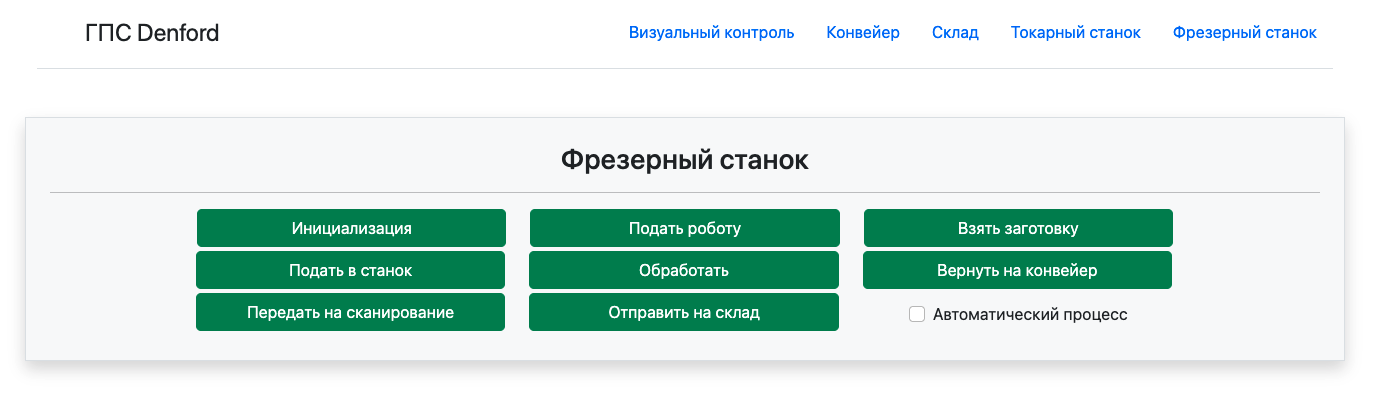 ГПС Denford
Визуальный контроль Конвейер Склад Токарный станок Фрезерный станок
Фрезерный станок
Инициализация Подать роботу Взять заготовку
Подать в станок Обработать Вернуть на конвейер
Передать на сканирование Отправить на склад Автоматический процесс